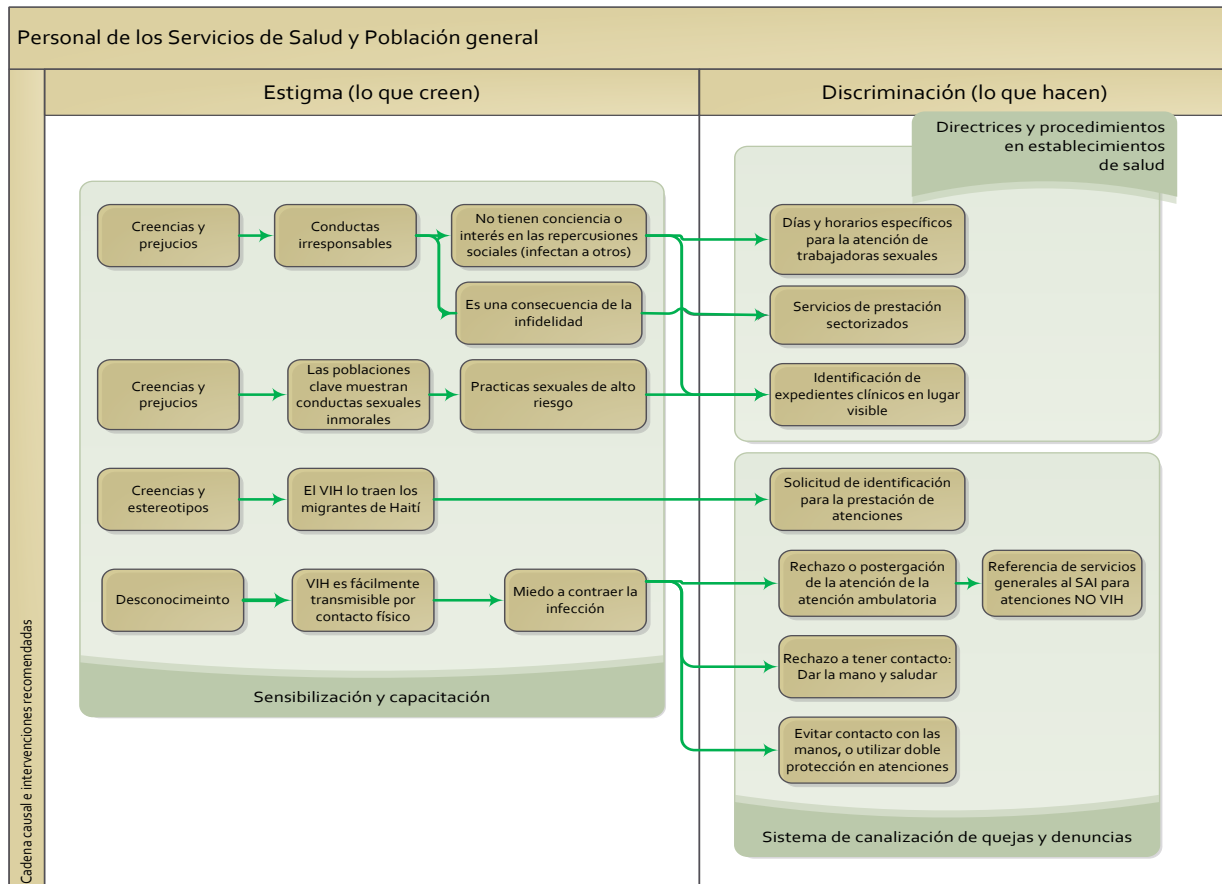 Personal de los Servicios de Salud y Población general
Estigma (lo que creen)
Discriminación (lo que hacen)
Directrices y procedimientos
en establecimientos
de salud
Creencias y
prejucios
Conductas
irresponsables
No tienen conciencia o
interés en las repercusiones
sociales (infectan a otros)
Días y horarios específicos
para la atención de
trabajadoras sexuales
Es una consecuencia de la
infidelidad
Servicios de prestación
sectorizados
Creencias y
prejucios
Las poblaciones
clave muestran
conductas sexuales
inmorales
Practicas sexuales de alto
riesgo
Identificación de
expedientes clínicos en lugar
visible
Creencias y
estereotipos
El VIH lo traen los
migrantes de Haití
Solicitud de identificación
para la prestación de
atenciones
Desconocimeinto
VIH es fácilmente
transmisible por
contacto físico
Miedo a contraer la
infección
Rechazo o postergación
de la atención de la
atención ambulatoria
Referencia de servicios
generales al SAI para
atenciones NO VIH
Rechazo a tener contacto:
Dar la mano y saludar
Evitar contacto con las
manos, o utilizar doble
protección en atenciones
Sensibilización y capacitación
Sistema de canalización de quejas y denuncias
Cadena causal e intervenciones recomendadas